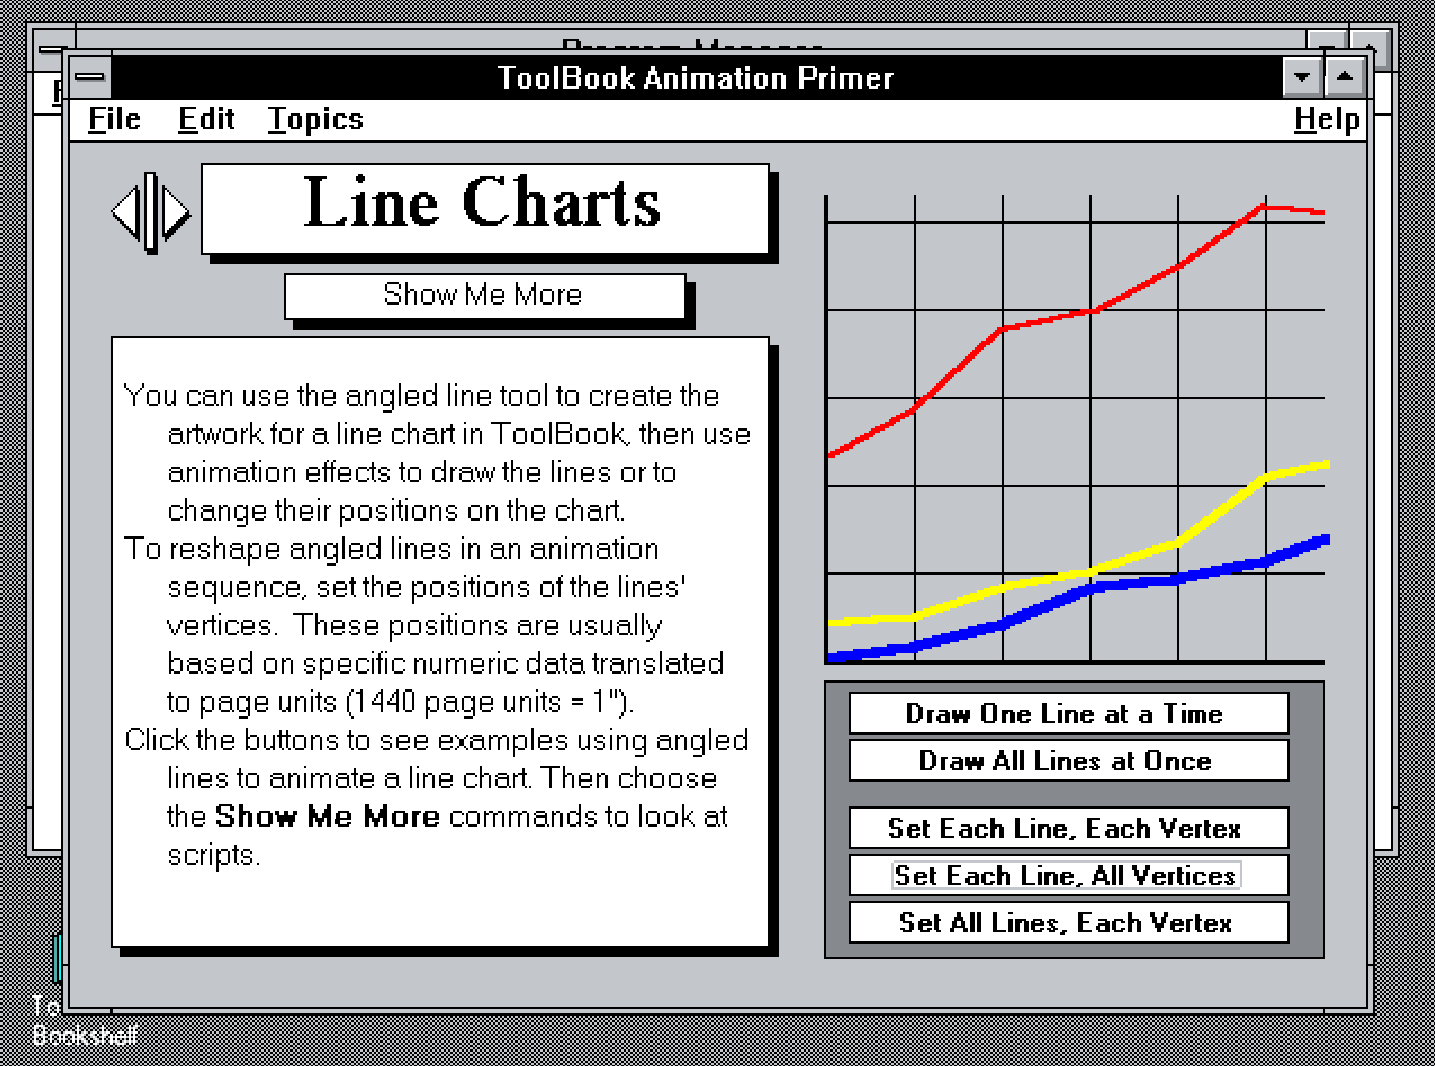 Program Manager
ToolBook Animation Primer
File Edit Topics Help
Line Charts
Show Me More
You can use the angled line tool to create the
artwork for a line chart in ToolBook, then use
animation effects to draw the lines or to
change their positions on the chart.
To reshape angled lines in an animation
sequence, set the positions of the lines'
vertices.  These positions are usually
based on specific numeric data translated
to page units (1440 page units = 1").
Click the buttons to see examples using angled
lines to animate a line chart. Then choose
the Show Me More commands to look at
scripts.
Draw One Line at a Time
Draw All Lines at Once
Set Each Line, Each Vertex
Set Each Line, All Vertices
Set All Lines, Each Vertex
Bookshelf